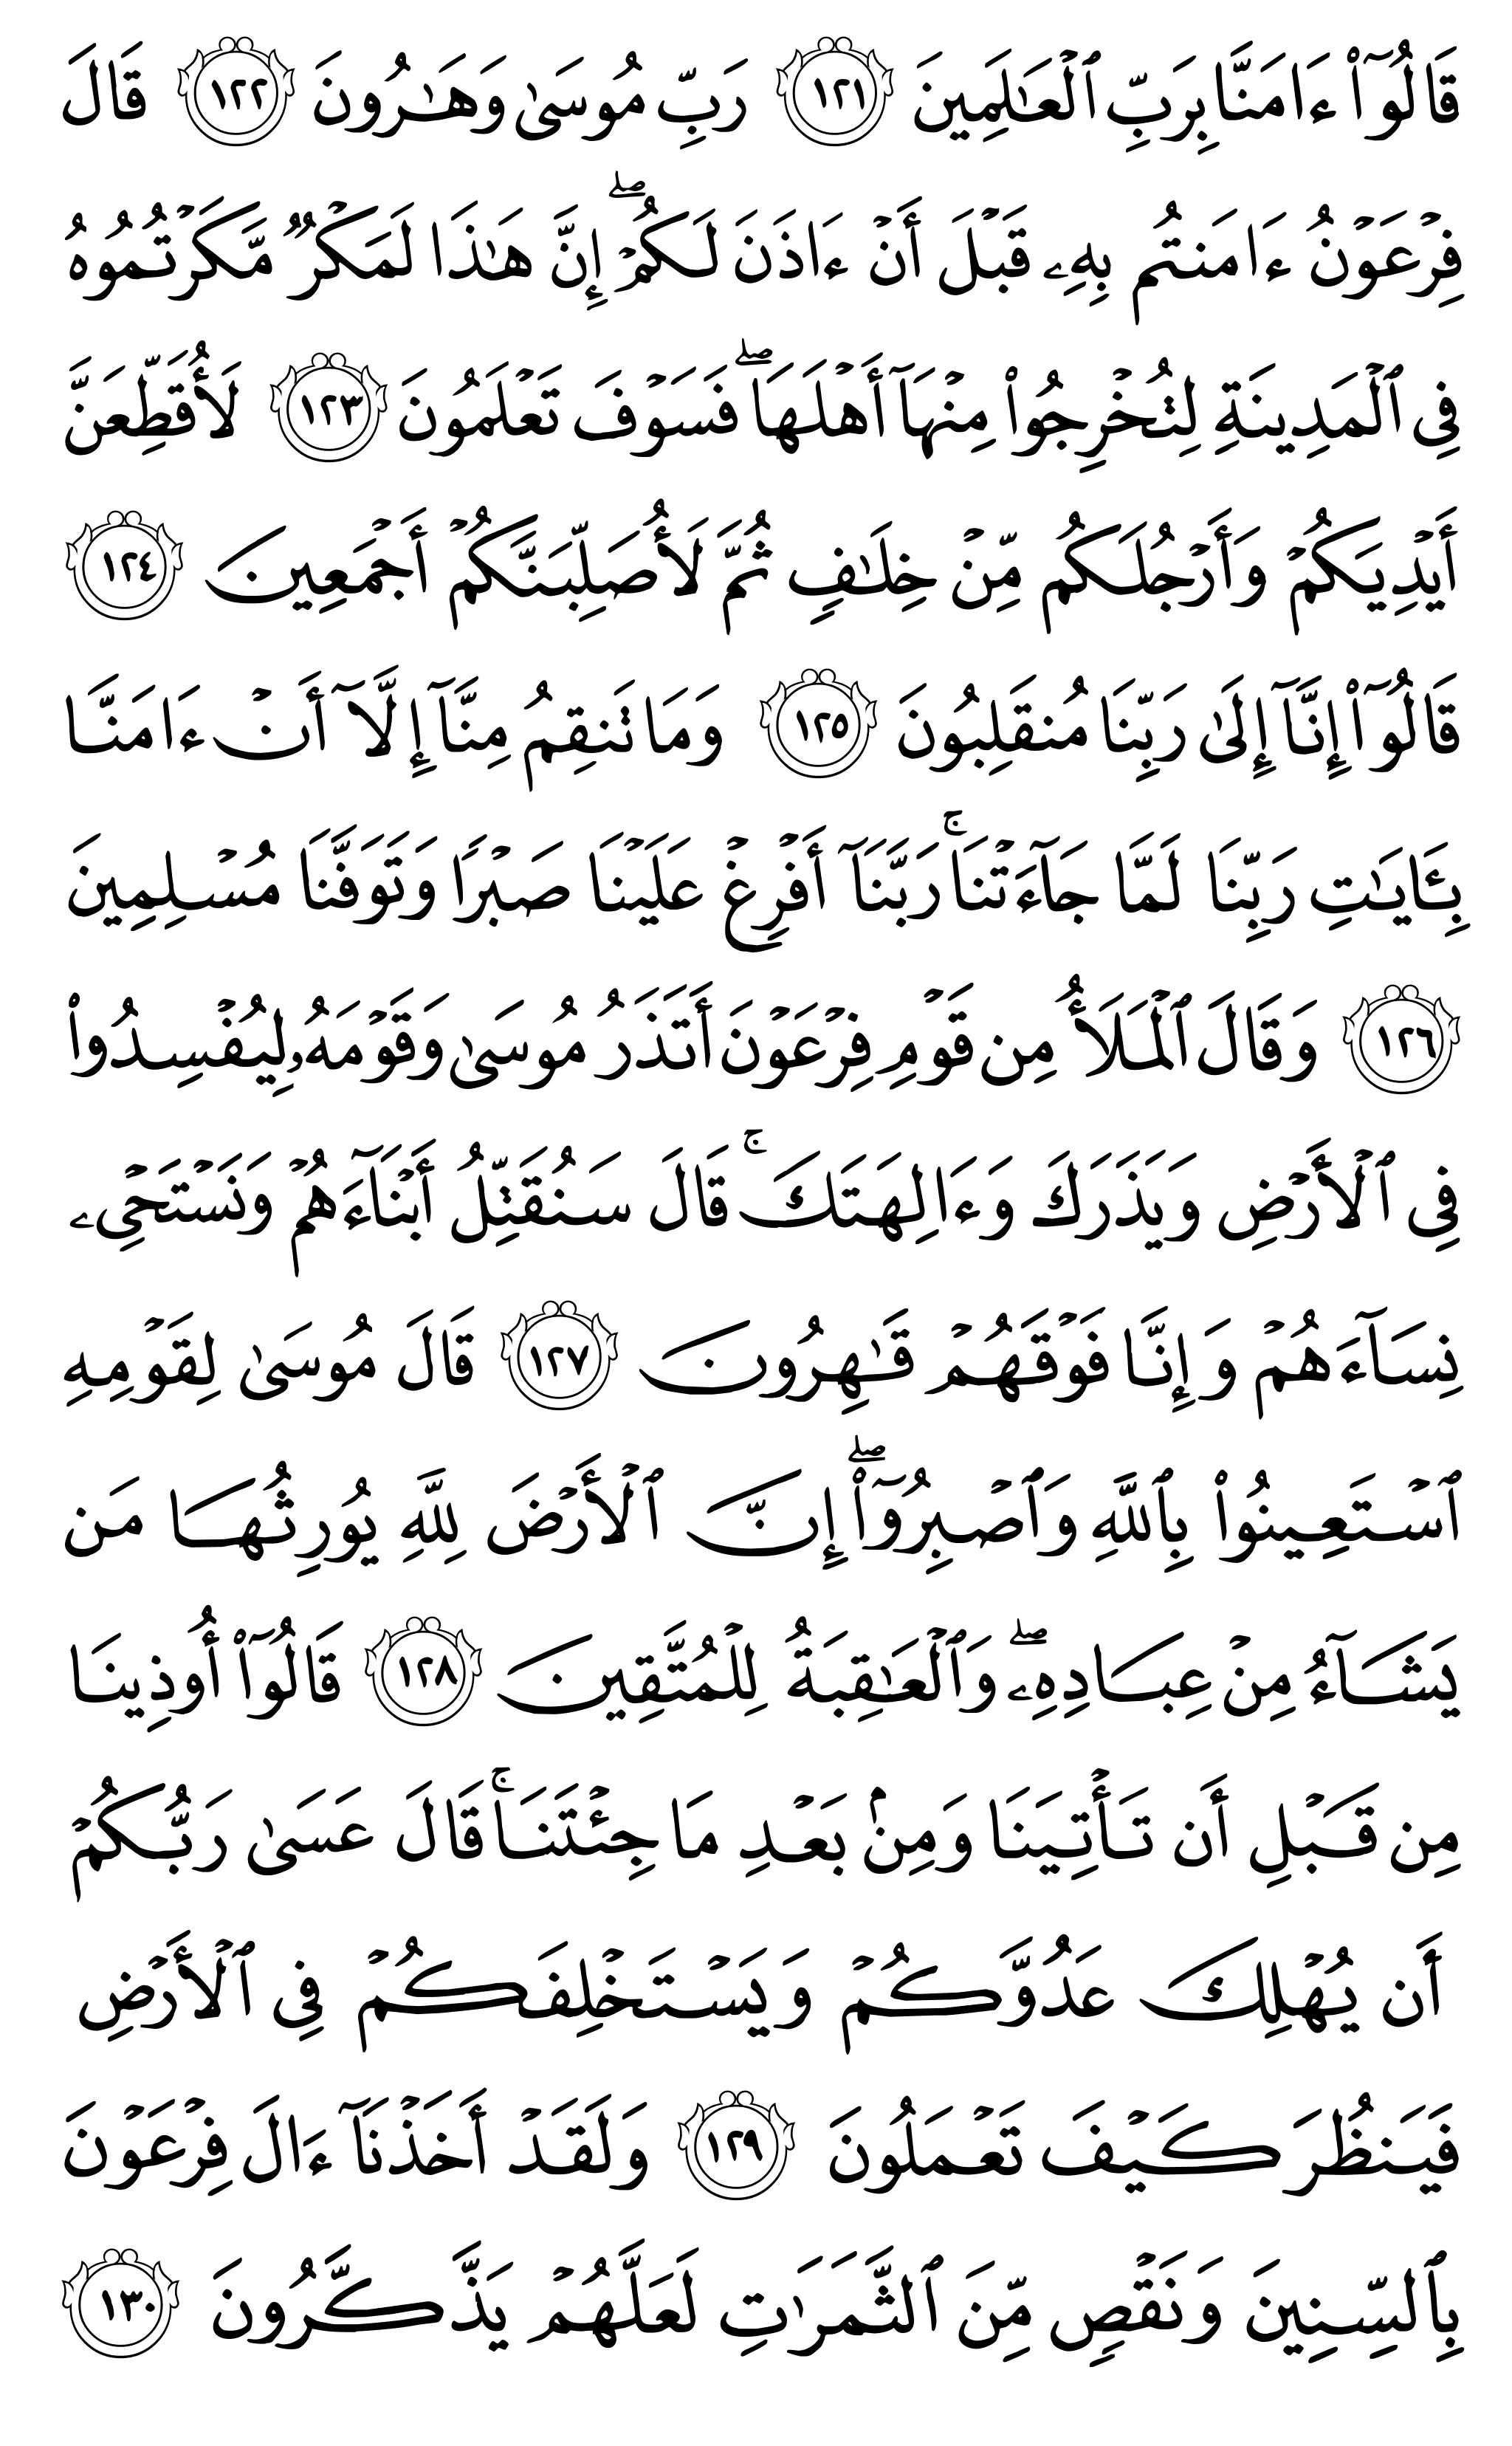 قَالُوٓاْ ءَامَنَّا بِرَبِّ ٱلۡعَٰلَمِينَ ١٢١ رَبِّ مُوسَىٰ وَهَٰرُونَ ١٢٢ قَالَ
فِرۡعَوۡنُ ءَامَنتُم بِهِۦ قَبۡلَ أَنۡ ءَاذَنَ لَكُمۡۖ إِنَّ هَٰذَا لَمَكۡرٞ مَّكَرۡتُمُوهُ
فِي ٱلۡمَدِينَةِ لِتُخۡرِجُواْ مِنۡهَآ أَهۡلَهَاۖ فَسَوۡفَ تَعۡلَمُونَ ١٢٣ لَأُقَطِّعَنَّ
أَيۡدِيَكُمۡ وَأَرۡجُلَكُم مِّنۡ خِلَٰفٖ ثُمَّ لَأُصَلِّبَنَّكُمۡ أَجۡمَعِينَ ١٢٤
قَالُوٓاْ إِنَّآ إِلَىٰ رَبِّنَا مُنقَلِبُونَ ١٢٥ وَمَا تَنقِمُ مِنَّآ إِلَّآ أَنۡ ءَامَنَّا
بِـَٔايَٰتِ رَبِّنَا لَمَّا جَآءَتۡنَاۚ رَبَّنَآ أَفۡرِغۡ عَلَيۡنَا صَبۡرٗا وَتَوَفَّنَا مُسۡلِمِينَ
١٢٦ وَقَالَ ٱلۡمَلَأُ مِن قَوۡمِ فِرۡعَوۡنَ أَتَذَرُ مُوسَىٰ وَقَوۡمَهُۥ لِيُفۡسِدُواْ
فِي ٱلۡأَرۡضِ وَيَذَرَكَ وَءَالِهَتَكَۚ قَالَ سَنُقَتِّلُ أَبۡنَآءَهُمۡ وَنَسۡتَحۡيِۦ
نِسَآءَهُمۡ وَإِنَّا فَوۡقَهُمۡ قَٰهِرُونَ ١٢٧ قَالَ مُوسَىٰ لِقَوۡمِهِ
ٱسۡتَعِينُواْ بِٱللَّهِ وَٱصۡبِرُوٓاْۖ إِنَّ ٱلۡأَرۡضَ لِلَّهِ يُورِثُهَا مَن
يَشَآءُ مِنۡ عِبَادِهِۦۖ وَٱلۡعَٰقِبَةُ لِلۡمُتَّقِينَ ١٢٨ قَالُوٓاْ أُوذِينَا
مِن قَبۡلِ أَن تَأۡتِيَنَا وَمِنۢ بَعۡدِ مَا جِئۡتَنَاۚ قَالَ عَسَىٰ رَبُّكُمۡ
أَن يُهۡلِكَ عَدُوَّكُمۡ وَيَسۡتَخۡلِفَكُمۡ فِي ٱلۡأَرۡضِ
فَيَنظُرَ كَيۡفَ تَعۡمَلُونَ ١٢٩ وَلَقَدۡ أَخَذۡنَآ ءَالَ فِرۡعَوۡنَ
بِٱلسِّنِينَ وَنَقۡصٖ مِّنَ ٱلثَّمَرَٰتِ لَعَلَّهُمۡ يَذَّكَّرُونَ ١٣٠